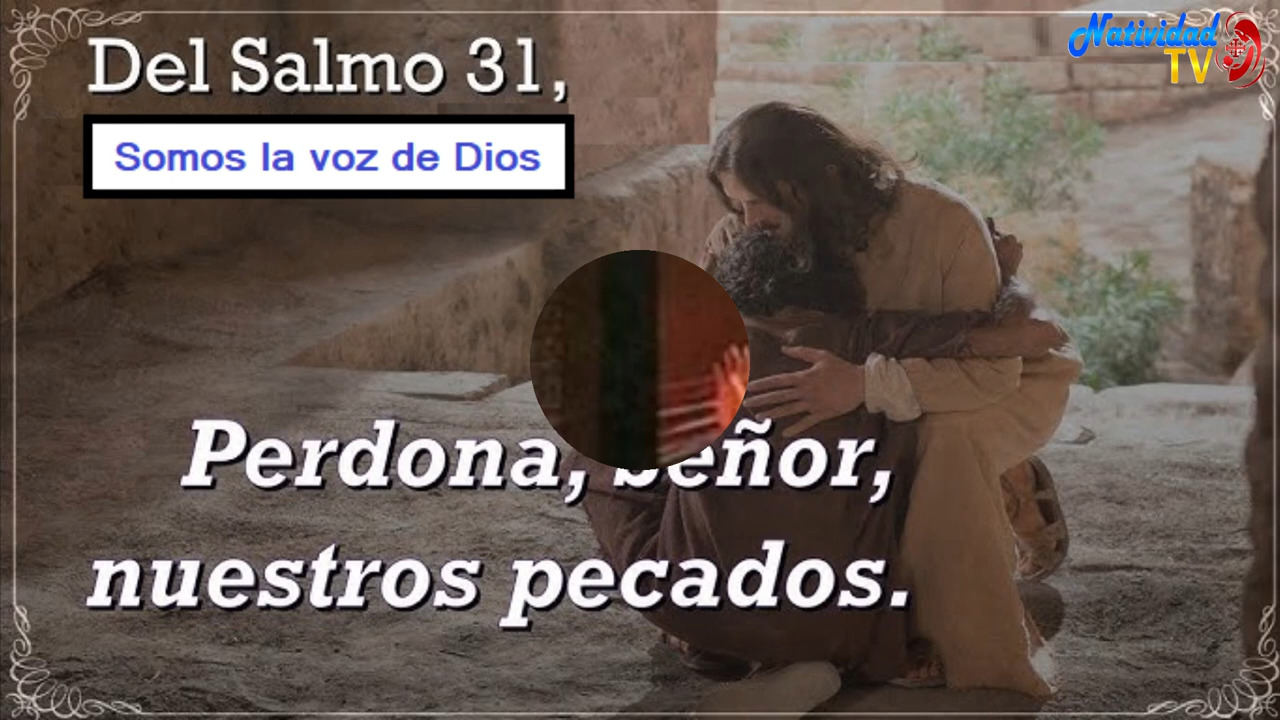 Del Salmo 31,
Natividad
TV
Somos la voz de Dios
Perdona, Señor,
nuestros pecados.